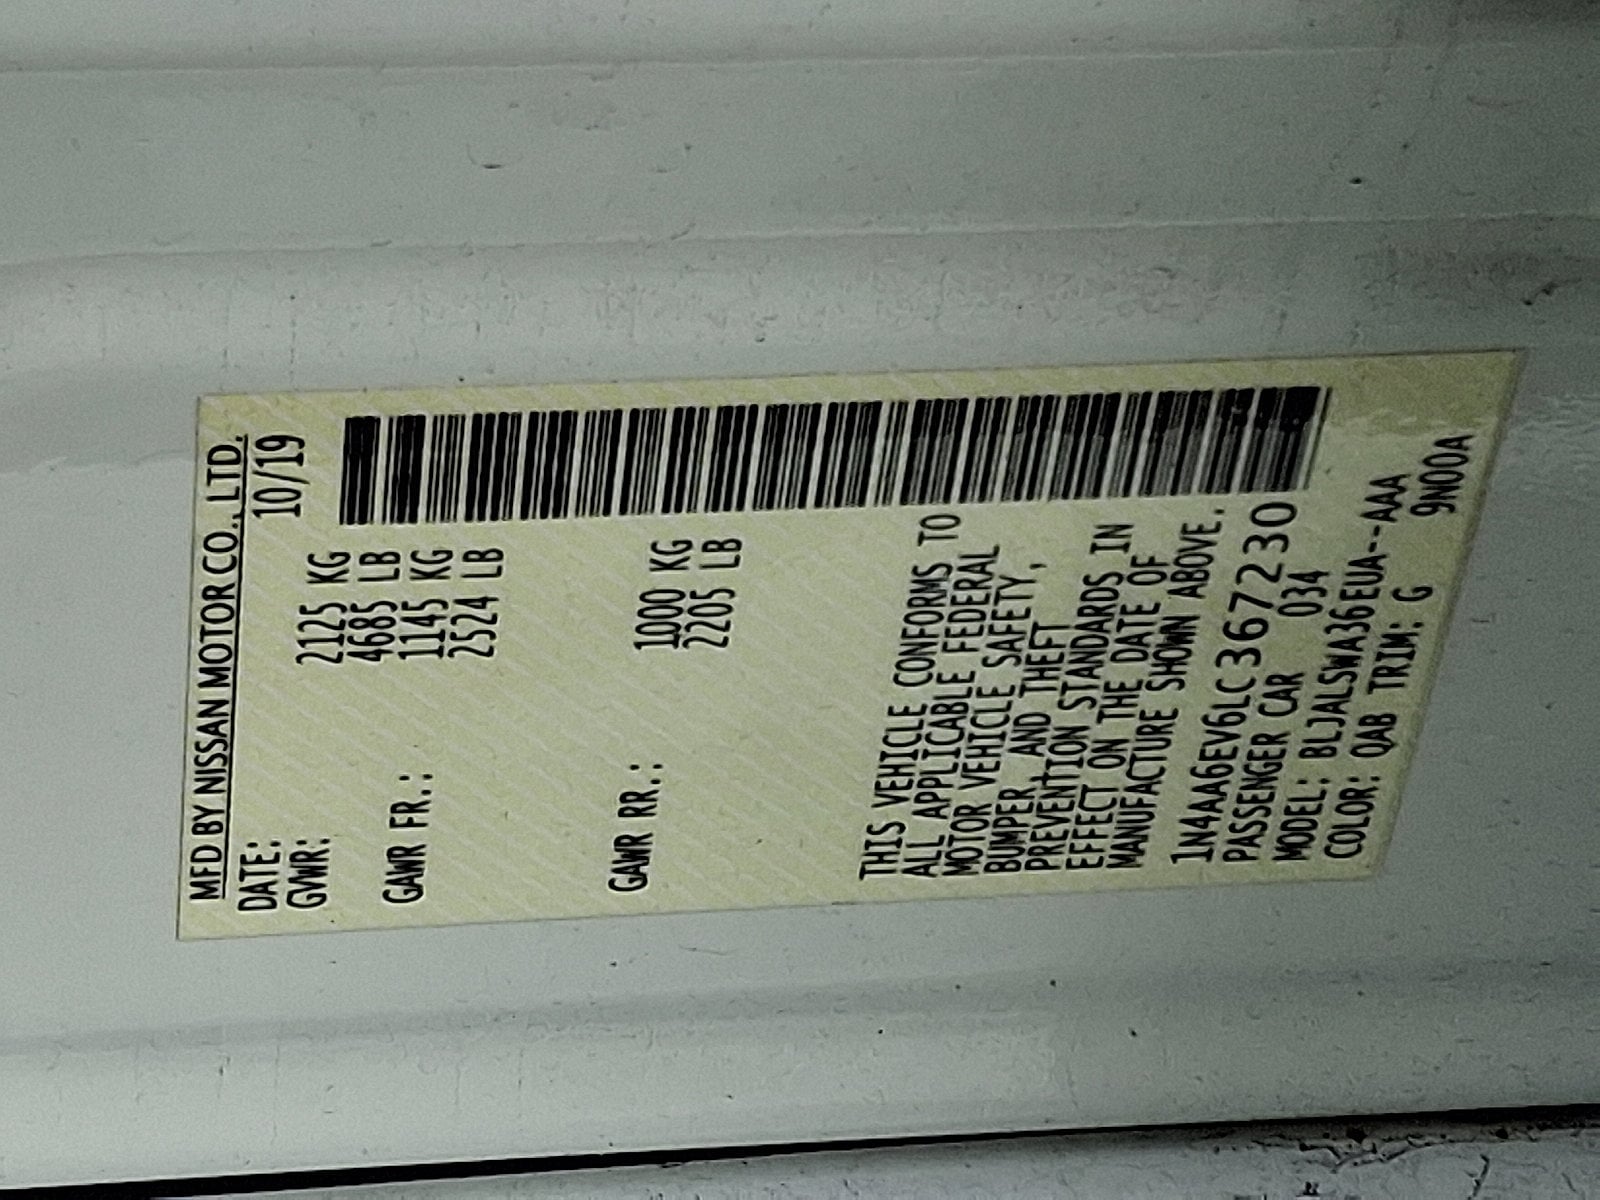 MFD BY NISSAN MOTOR CO., LTD.
DATE: 10/19
GVWR: 2125 KG
4685 LB
GAWR FR.: 1145 KG
2524 LB
GAWR RR.: 1000 KG
2205 LB
THIS VEHICLE CONFORMS TO
ALL APPLICABLE FEDERAL
MOTOR VEHICLE SAFETY,
BUMPER, AND THEFT
PREVENTION STANDARDS IN
EFFECT ON THE DATE OF
MANUFACTURE SHOWN ABOVE.
1N4AA6EV6LC367230
PASSENGER CAR 034
MODEL: BLJALSWA36EUA--AAA
COLOR: QAB TRIM: G 9N00A